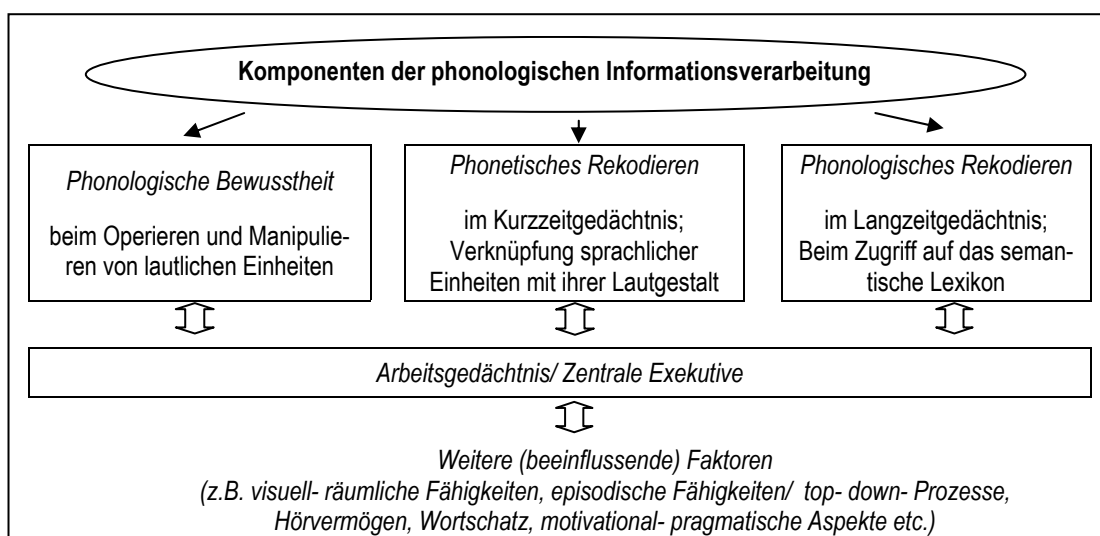 Komponenten der phonologischen Informationsverarbeitung
Phonologische Bewusstheit
beim Operieren und Manipulie-
ren von lautlichen Einheiten
Phonetisches Rekodieren
im Kurzzeitgedächtnis;
Verknüpfung sprachlicher
Einheiten mit ihrer Lautgestalt
Phonologisches Rekodieren
im Langzeitgedächtnis;
Beim Zugriff auf das seman-
tische Lexikon
Arbeitsgedächtnis/ Zentrale Exekutive
Weitere (beeinflussende) Faktoren
(z.B. visuell- räumliche Fähigkeiten, episodische Fähigkeiten/ top- down- Prozesse,
Hörvermögen, Wortschatz, motivational- pragmatische Aspekte etc.)